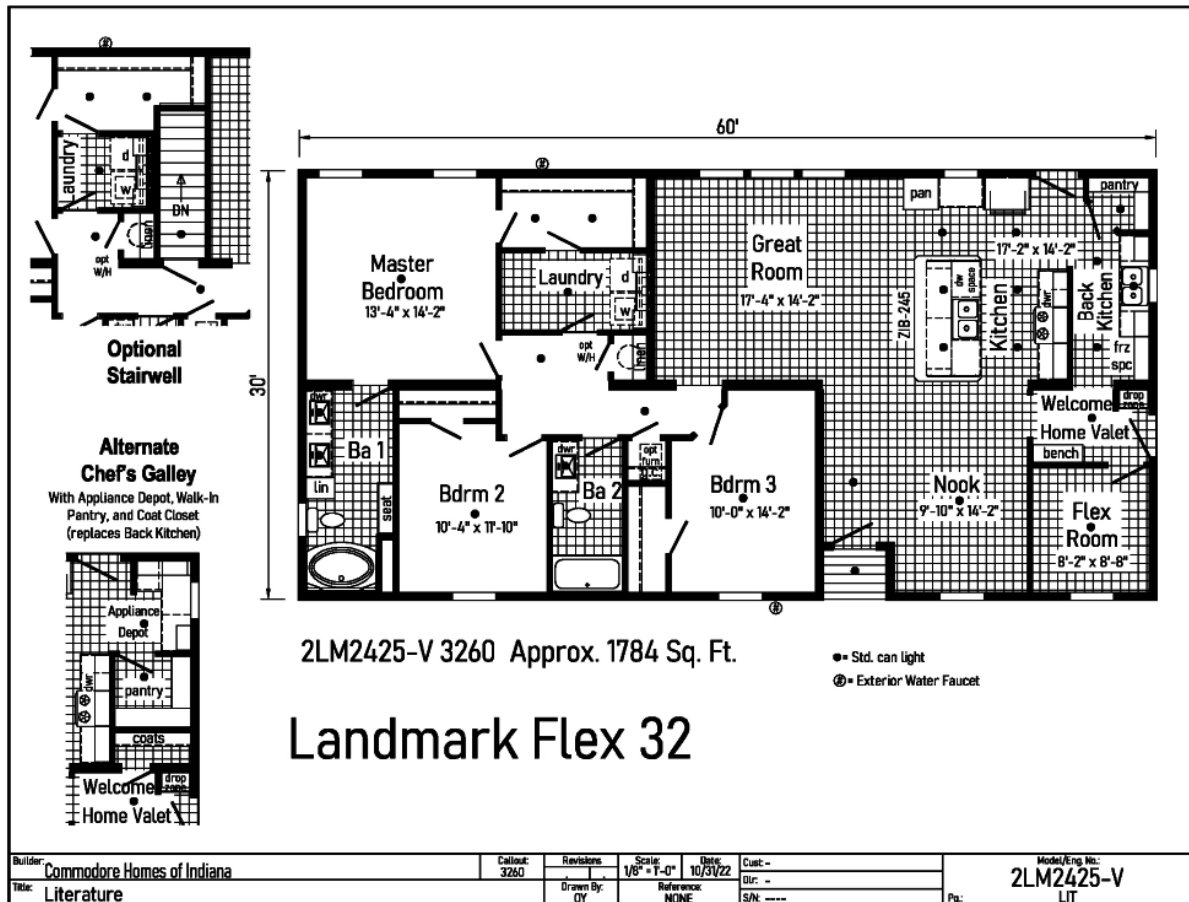 60'
30'
Laundry
d
w
DN
linen
opt
W/H
Optional
Stairwell
Alternate
Chef's Galley
With Appliance Depot, Walk-In
Pantry, and Coat Closet
(replaces Back Kitchen)
Appliance
Depot
dwr
pantry
coats
drop
zone
Welcome
Home Valet
Master
Bedroom
13'-4" x 14'-2"
Laundry
d
w
opt
W/H
linen
Great
Room
17'-4" x 14'-2"
pan
pantry
17'-2" x 14'-2"
ZIB-245
dw
space
Kitchen
dwr
Back
Kitchen
frz
spc
drop
zone
Welcome
Home Valet
bench
dwr
Ba 1
lin
seat
Bdrm 2
10'-4" x 11'-10"
dwr
Ba 2
opt
furn
Bdrm 3
10'-0" x 14'-2"
Nook
9'-10" x 14'-2"
Flex
Room
8'-2" x 8'-8"
2LM2425-V 3260 Approx. 1784 Sq. Ft.
●= Std. can light
⊕= Exterior Water Faucet
Landmark Flex 32
Builder: Commodore Homes of Indiana
Title: Literature
Callout:
3260
Revisions
Drawn By:
OY
Scale:
1/8" = 1'-0"
Date:
10/31/22
Reference:
NONE
Cust: -
Dlr: -
S/N: ----
Model/Eng. No.:
2LM2425-V
Pg.: LIT